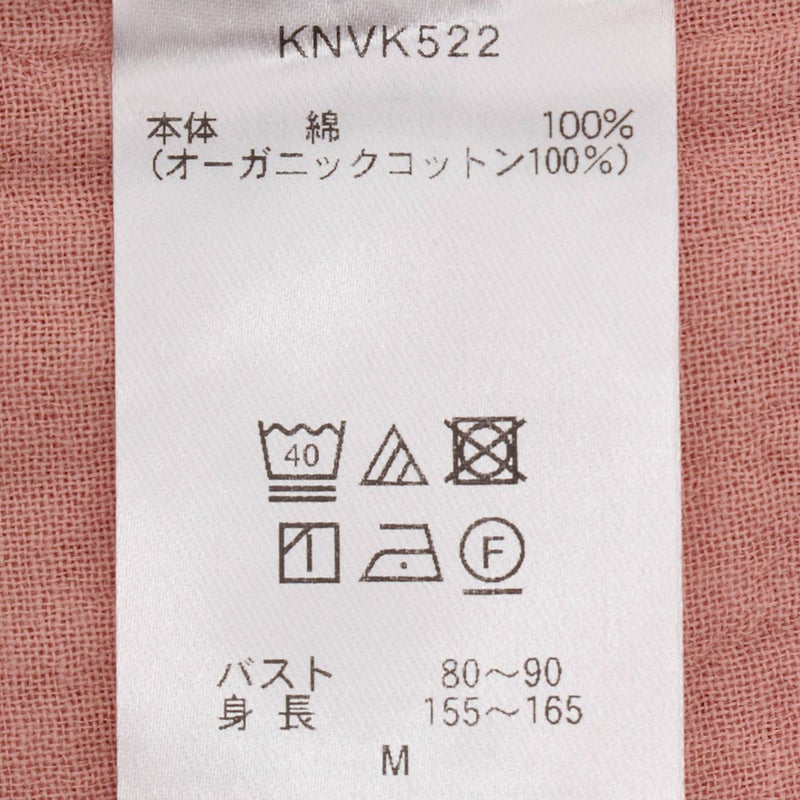 KNVK522
本体 綿 100%
(オーガニックコットン100%)
40
F
バスト 80~90
身長 155~165
M